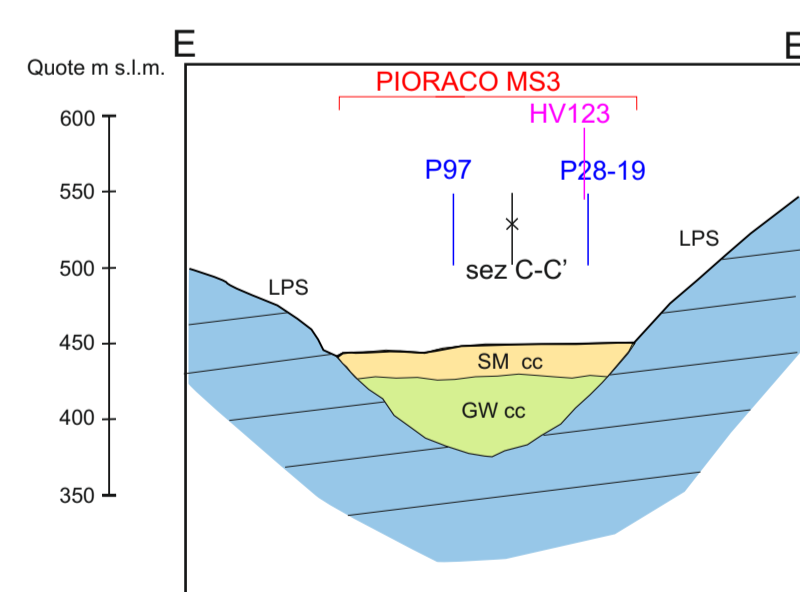 E
E
Quote m s.l.m.
PIORACO MS3
HV123
600
P97
P28-19
550
LPS
sez C-C’
500
LPS
450
SM cc
GW cc
400
350